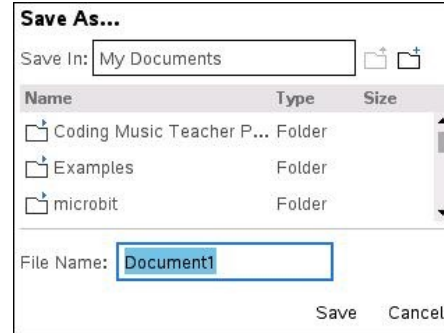 Save As...
Save In: My Documents
Name Type Size
Coding Music Teacher P... Folder
Examples Folder
microbit Folder
File Name: Document1
Save Cancel